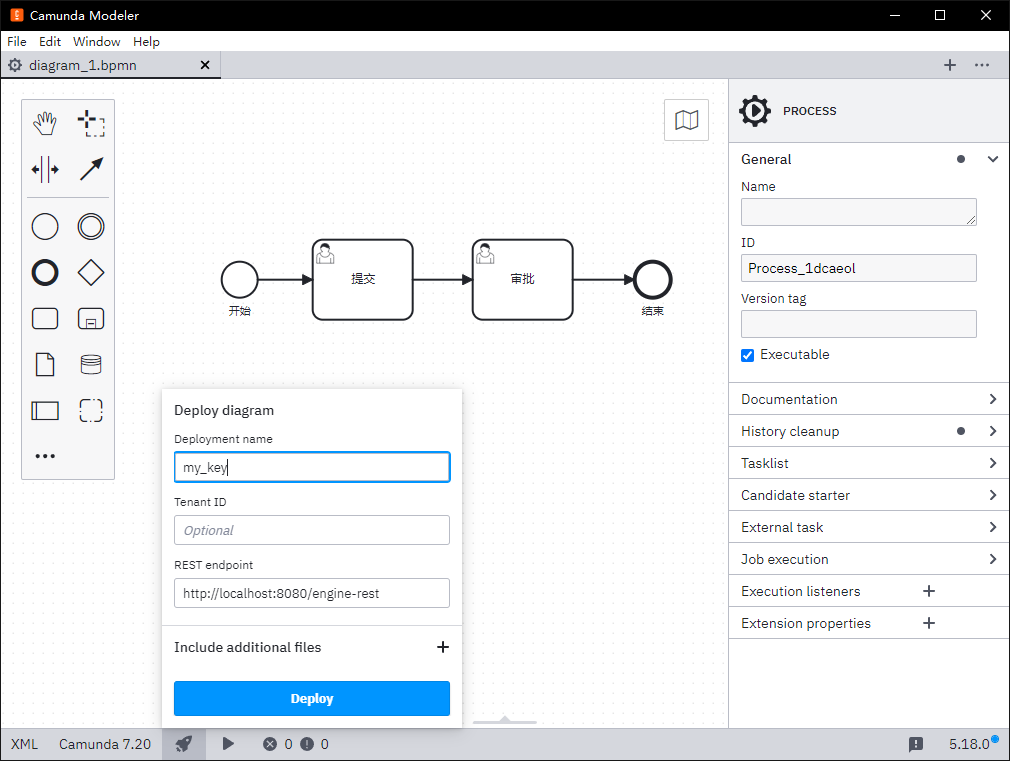 Camunda Modeler
File Edit Window Help
diagram_1.bpmn
PROCESS
General
Name
ID
Process_1dcaeol
Version tag
Executable
Documentation
History cleanup
Tasklist
Candidate starter
External task
Job execution
Execution listeners
Extension properties
开始
提交
审批
结束
Deploy diagram
Deployment name
my_key
Tenant ID
Optional
REST endpoint
http://localhost:8080/engine-rest
Include additional files
Deploy
XML Camunda 7.20 0 0 5.18.0